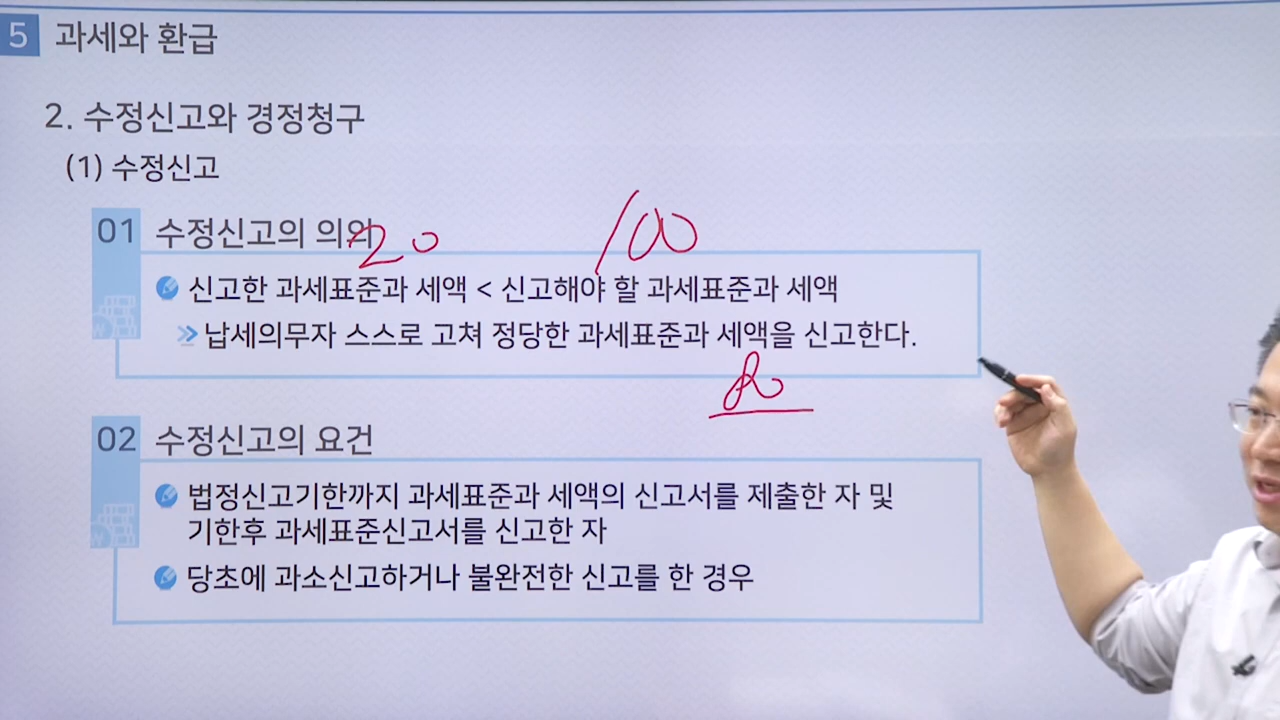 5 과세와 환급
2. 수정신고와 경정청구
(1) 수정신고
01 수정신고의 의의
20
100
신고한 과세표준과 세액 < 신고해야 할 과세표준과 세액
납세의무자 스스로 고쳐 정당한 과세표준과 세액을 신고한다.
02 수정신고의 요건
법정신고기한까지 과세표준과 세액의 신고서를 제출한 자 및
기한후 과세표준신고서를 신고한 자
당초에 과소신고하거나 불완전한 신고를 한 경우